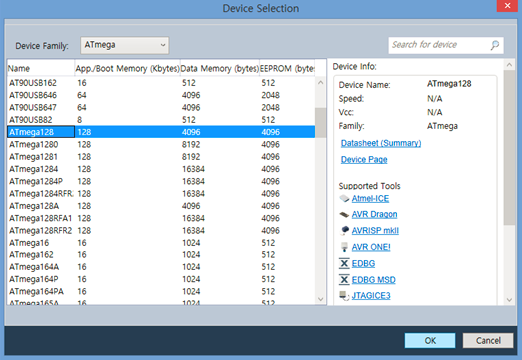 Device Selection
Device Family: ATmega Search for device
Name App./Boot Memory (Kbytes) Data Memory (bytes) EEPROM (bytes
AT90USB162 16 512 512
AT90USB646 64 4096 2048
AT90USB647 64 4096 2048
AT90USB82 8 512 512
ATmega128 128 4096 4096
ATmega1280 128 8192 4096
ATmega1281 128 8192 4096
ATmega1284 128 16384 4096
ATmega1284P 128 16384 4096
ATmega1284RFR 128 16384 4096
ATmega128A 128 4096 4096
ATmega128RFA1 128 16384 4096
ATmega128RFR2 128 16384 4096
ATmega16 16 1024 512
ATmega162 16 1024 512
ATmega164A 16 1024 512
ATmega164P 16 1024 512
ATmega164PA 16 1024 512
ATmega165A 16 1024 512
Device Info:
Device Name: ATmega128
Speed: N/A
Vcc: N/A
Family: ATmega
Datasheet (Summary)
Device Page
Supported Tools
Atmel-ICE
AVR Dragon
AVRISP mkII
AVR ONE!
EDBG
EDBG MSD
JTAGICE3
OK Cancel